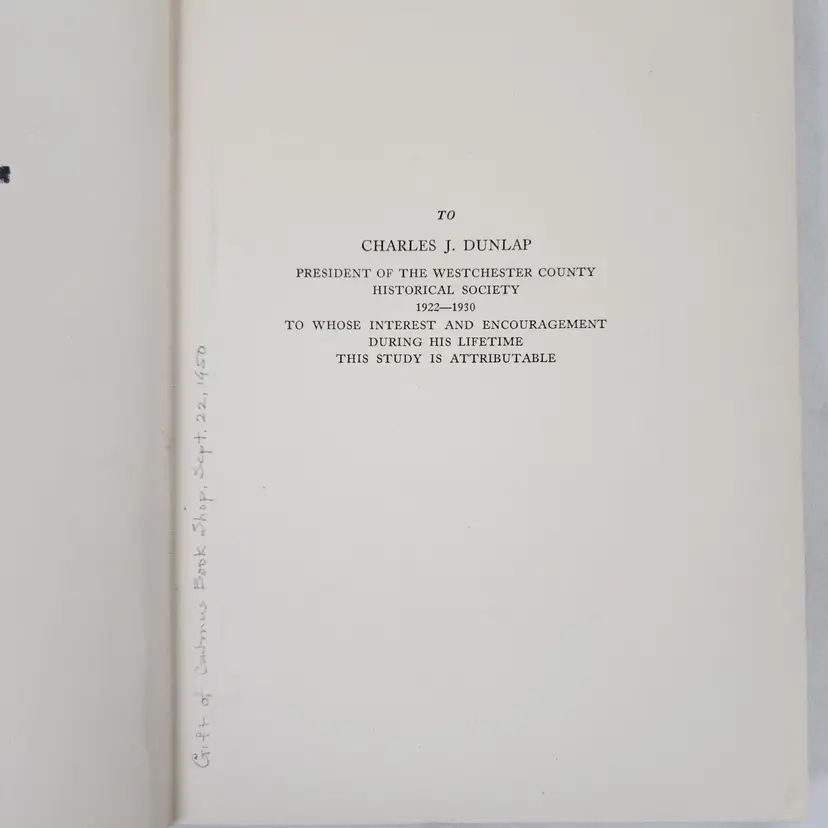 TO
CHARLES J. DUNLAP
PRESIDENT OF THE WESTCHESTER COUNTY
HISTORICAL SOCIETY
1922—1930
TO WHOSE INTEREST AND ENCOURAGEMENT
DURING HIS LIFETIME
THIS STUDY IS ATTRIBUTABLE
Gift of Cadmus Book Shop, Sept. 22, 1950